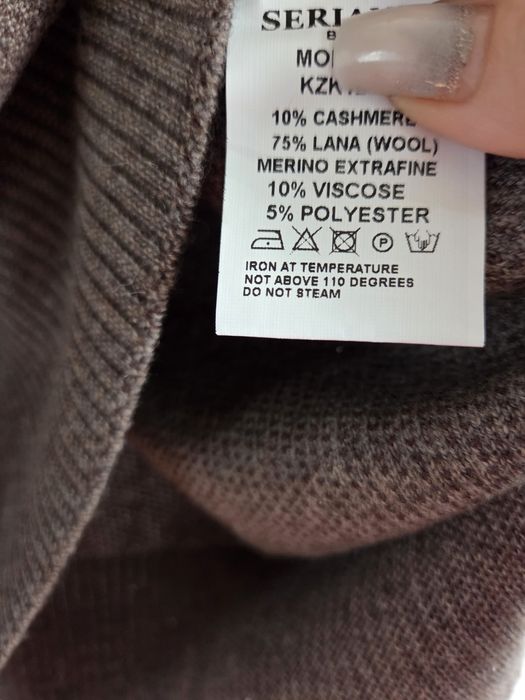 10% CASHMERE
75% LANA (WOOL)
MERINO EXTRAFINE
10% VISCOSE
5% POLYESTER
P
IRON AT TEMPERATURE
NOT ABOVE 110 DEGREES
DO NOT STEAM